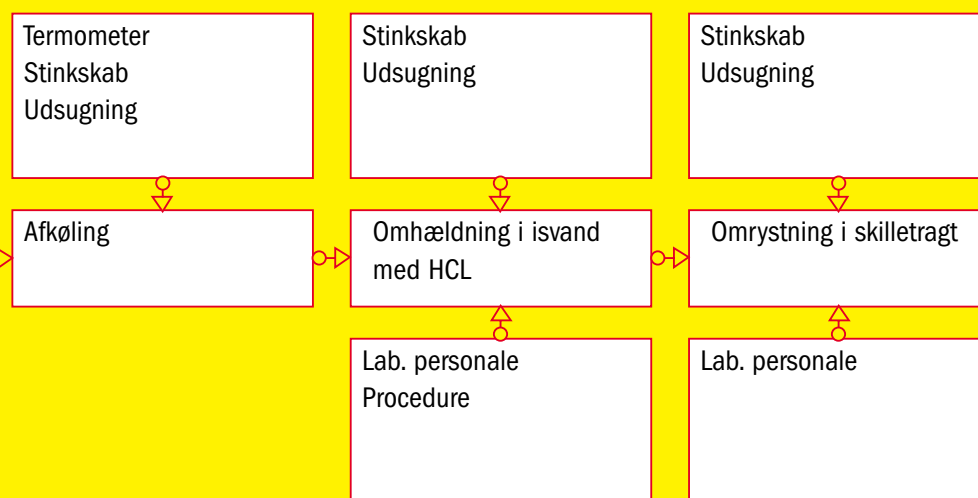 Termometer
Stinkskab
Udsugning
Stinkskab
Udsugning
Stinkskab
Udsugning
Afkøling
Omhældning i isvand
med HCL
Omrystning i skilletragt
Lab. personale
Procedure
Lab. personale